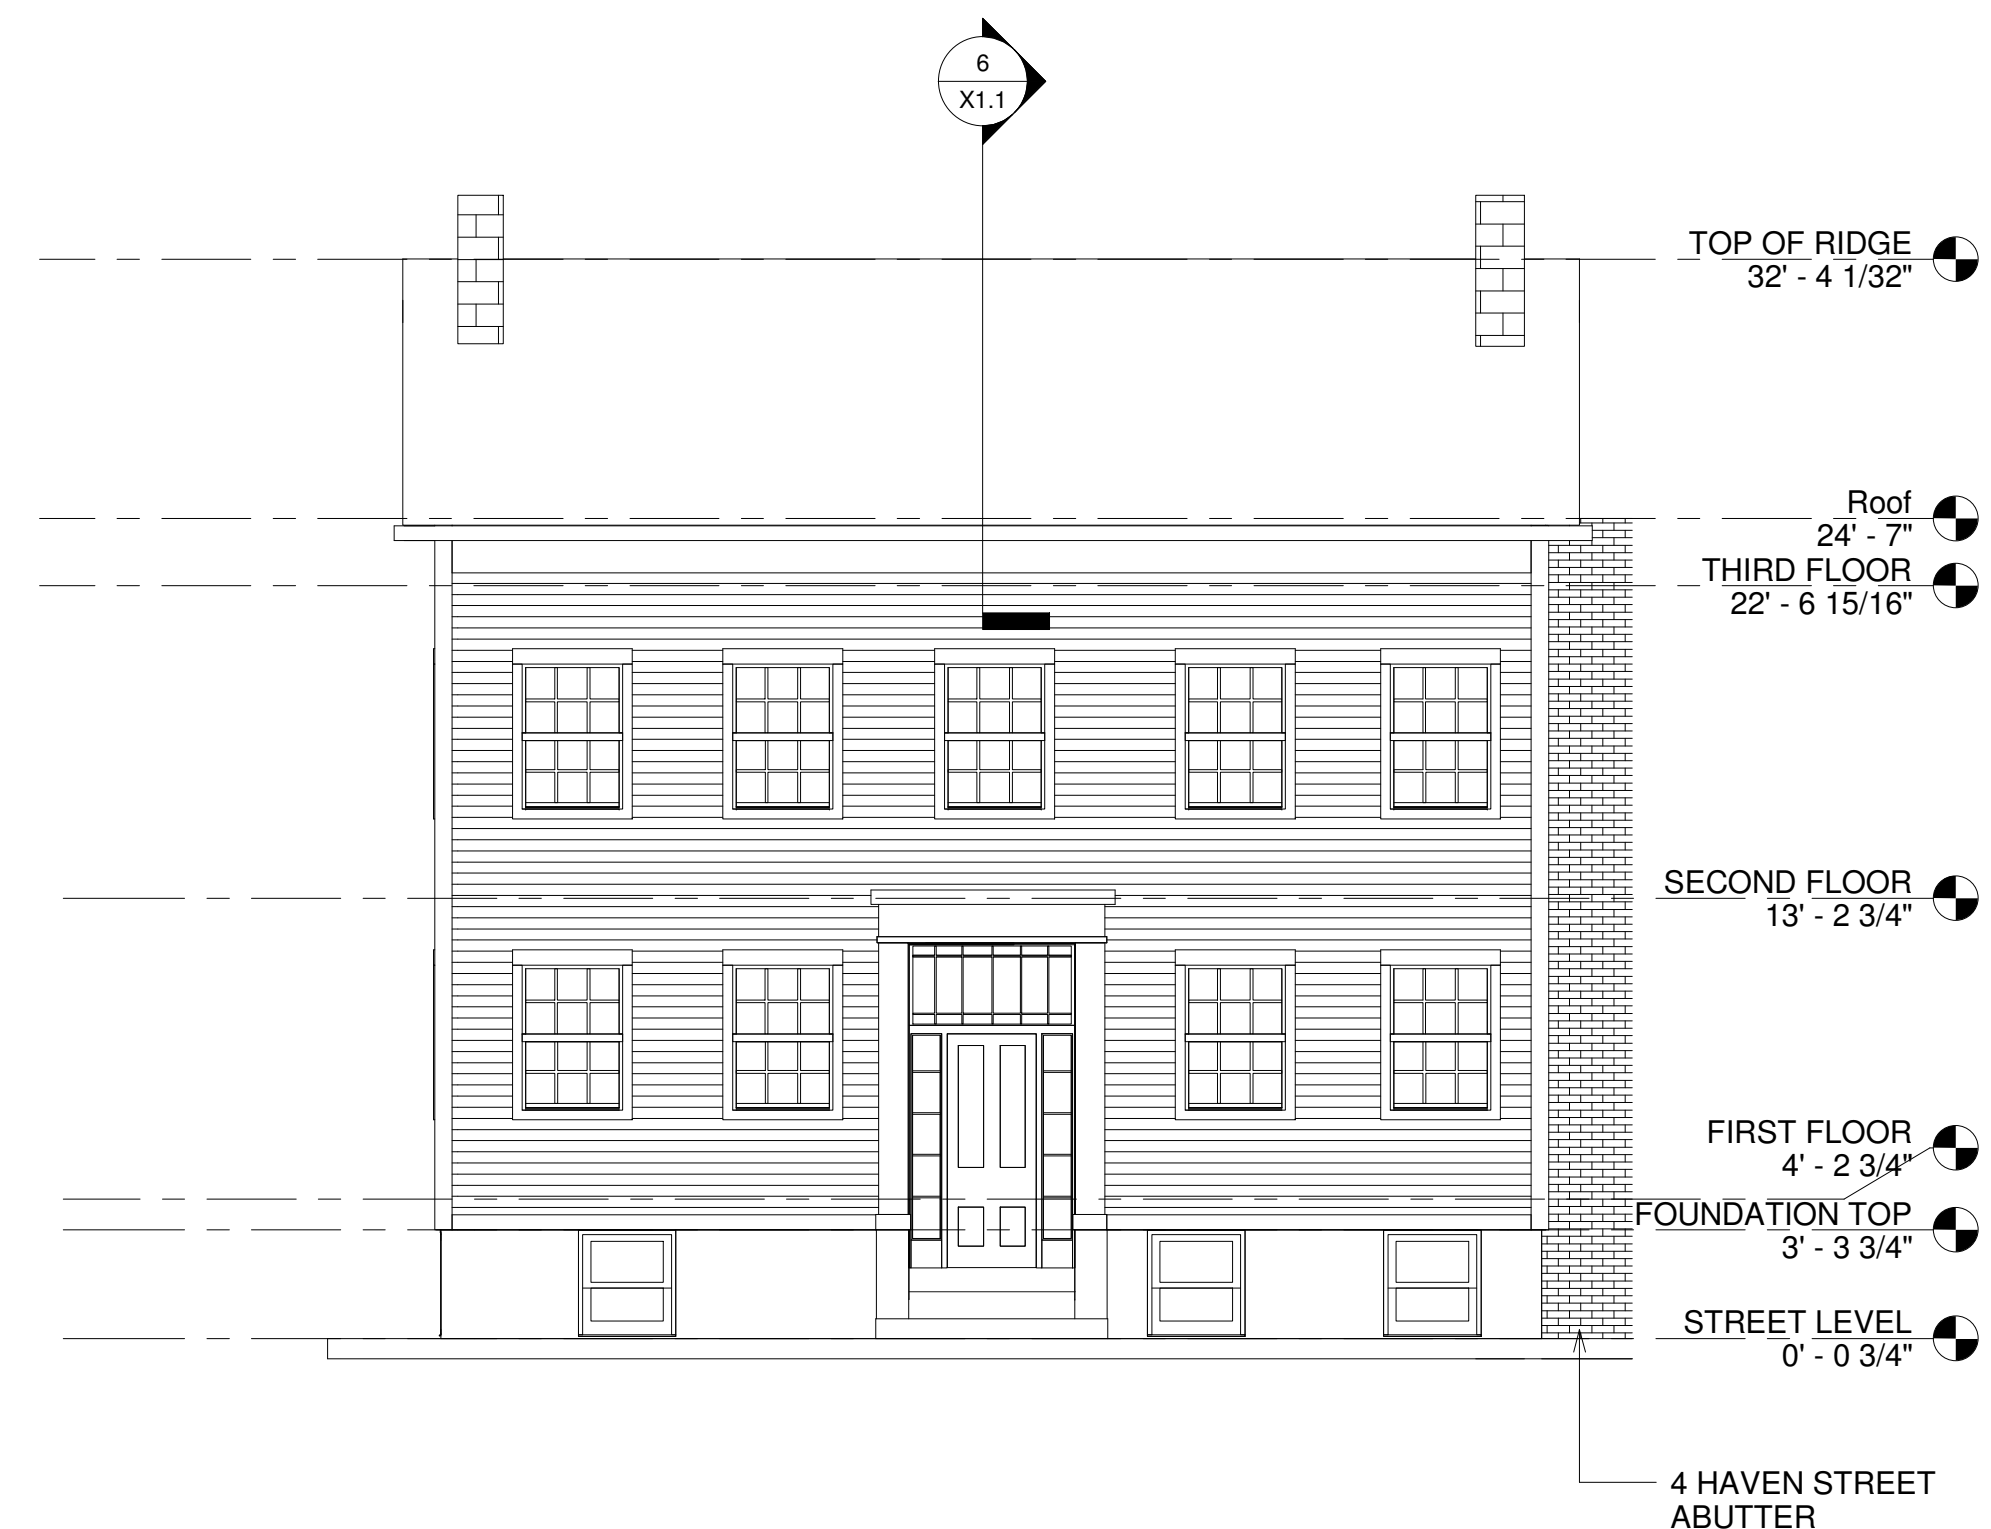 6
X1.1
TOP OF RIDGE
32' - 4 1/32"
Roof
24' - 7"
THIRD FLOOR
22' - 6 15/16"
SECOND FLOOR
13' - 2 3/4"
FIRST FLOOR
4' - 2 3/4"
FOUNDATION TOP
3' - 3 3/4"
STREET LEVEL
0' - 0 3/4"
4 HAVEN STREET
ABUTTER